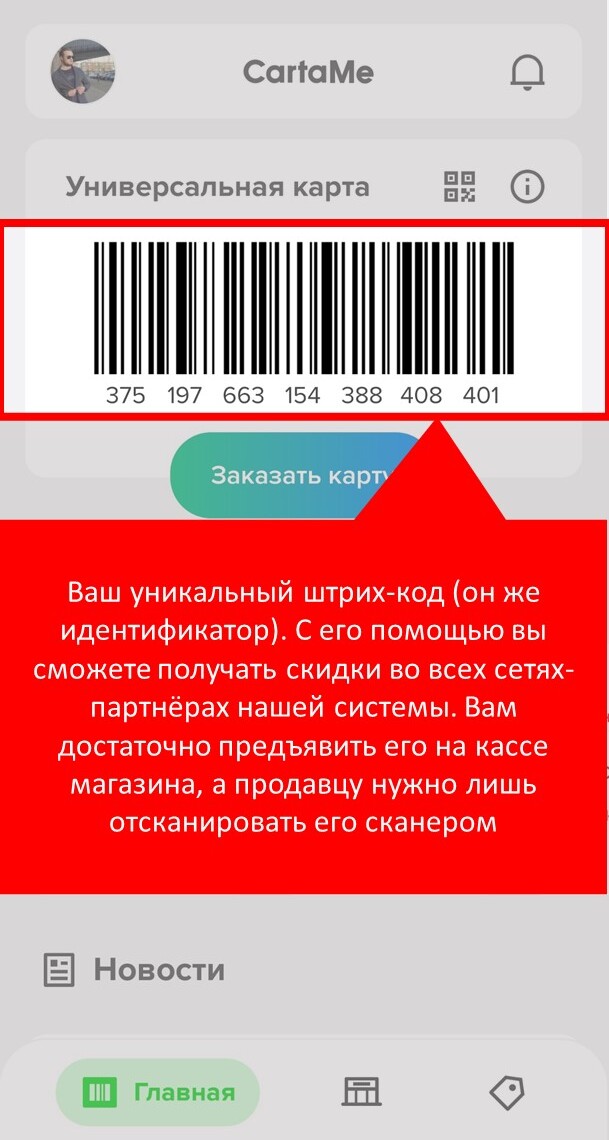 CartaMe
Универсальная карта
375 197 663 154 388 408 401
Заказать карту
Ваш уникальный штрих-код (он же
идентификатор). С его помощью вы
сможете получать скидки во всех сетях-
партнёрах нашей системы. Вам
достаточно предъявить его на кассе
магазина, а продавцу нужно лишь
отсканировать его сканером
Новости
Главная